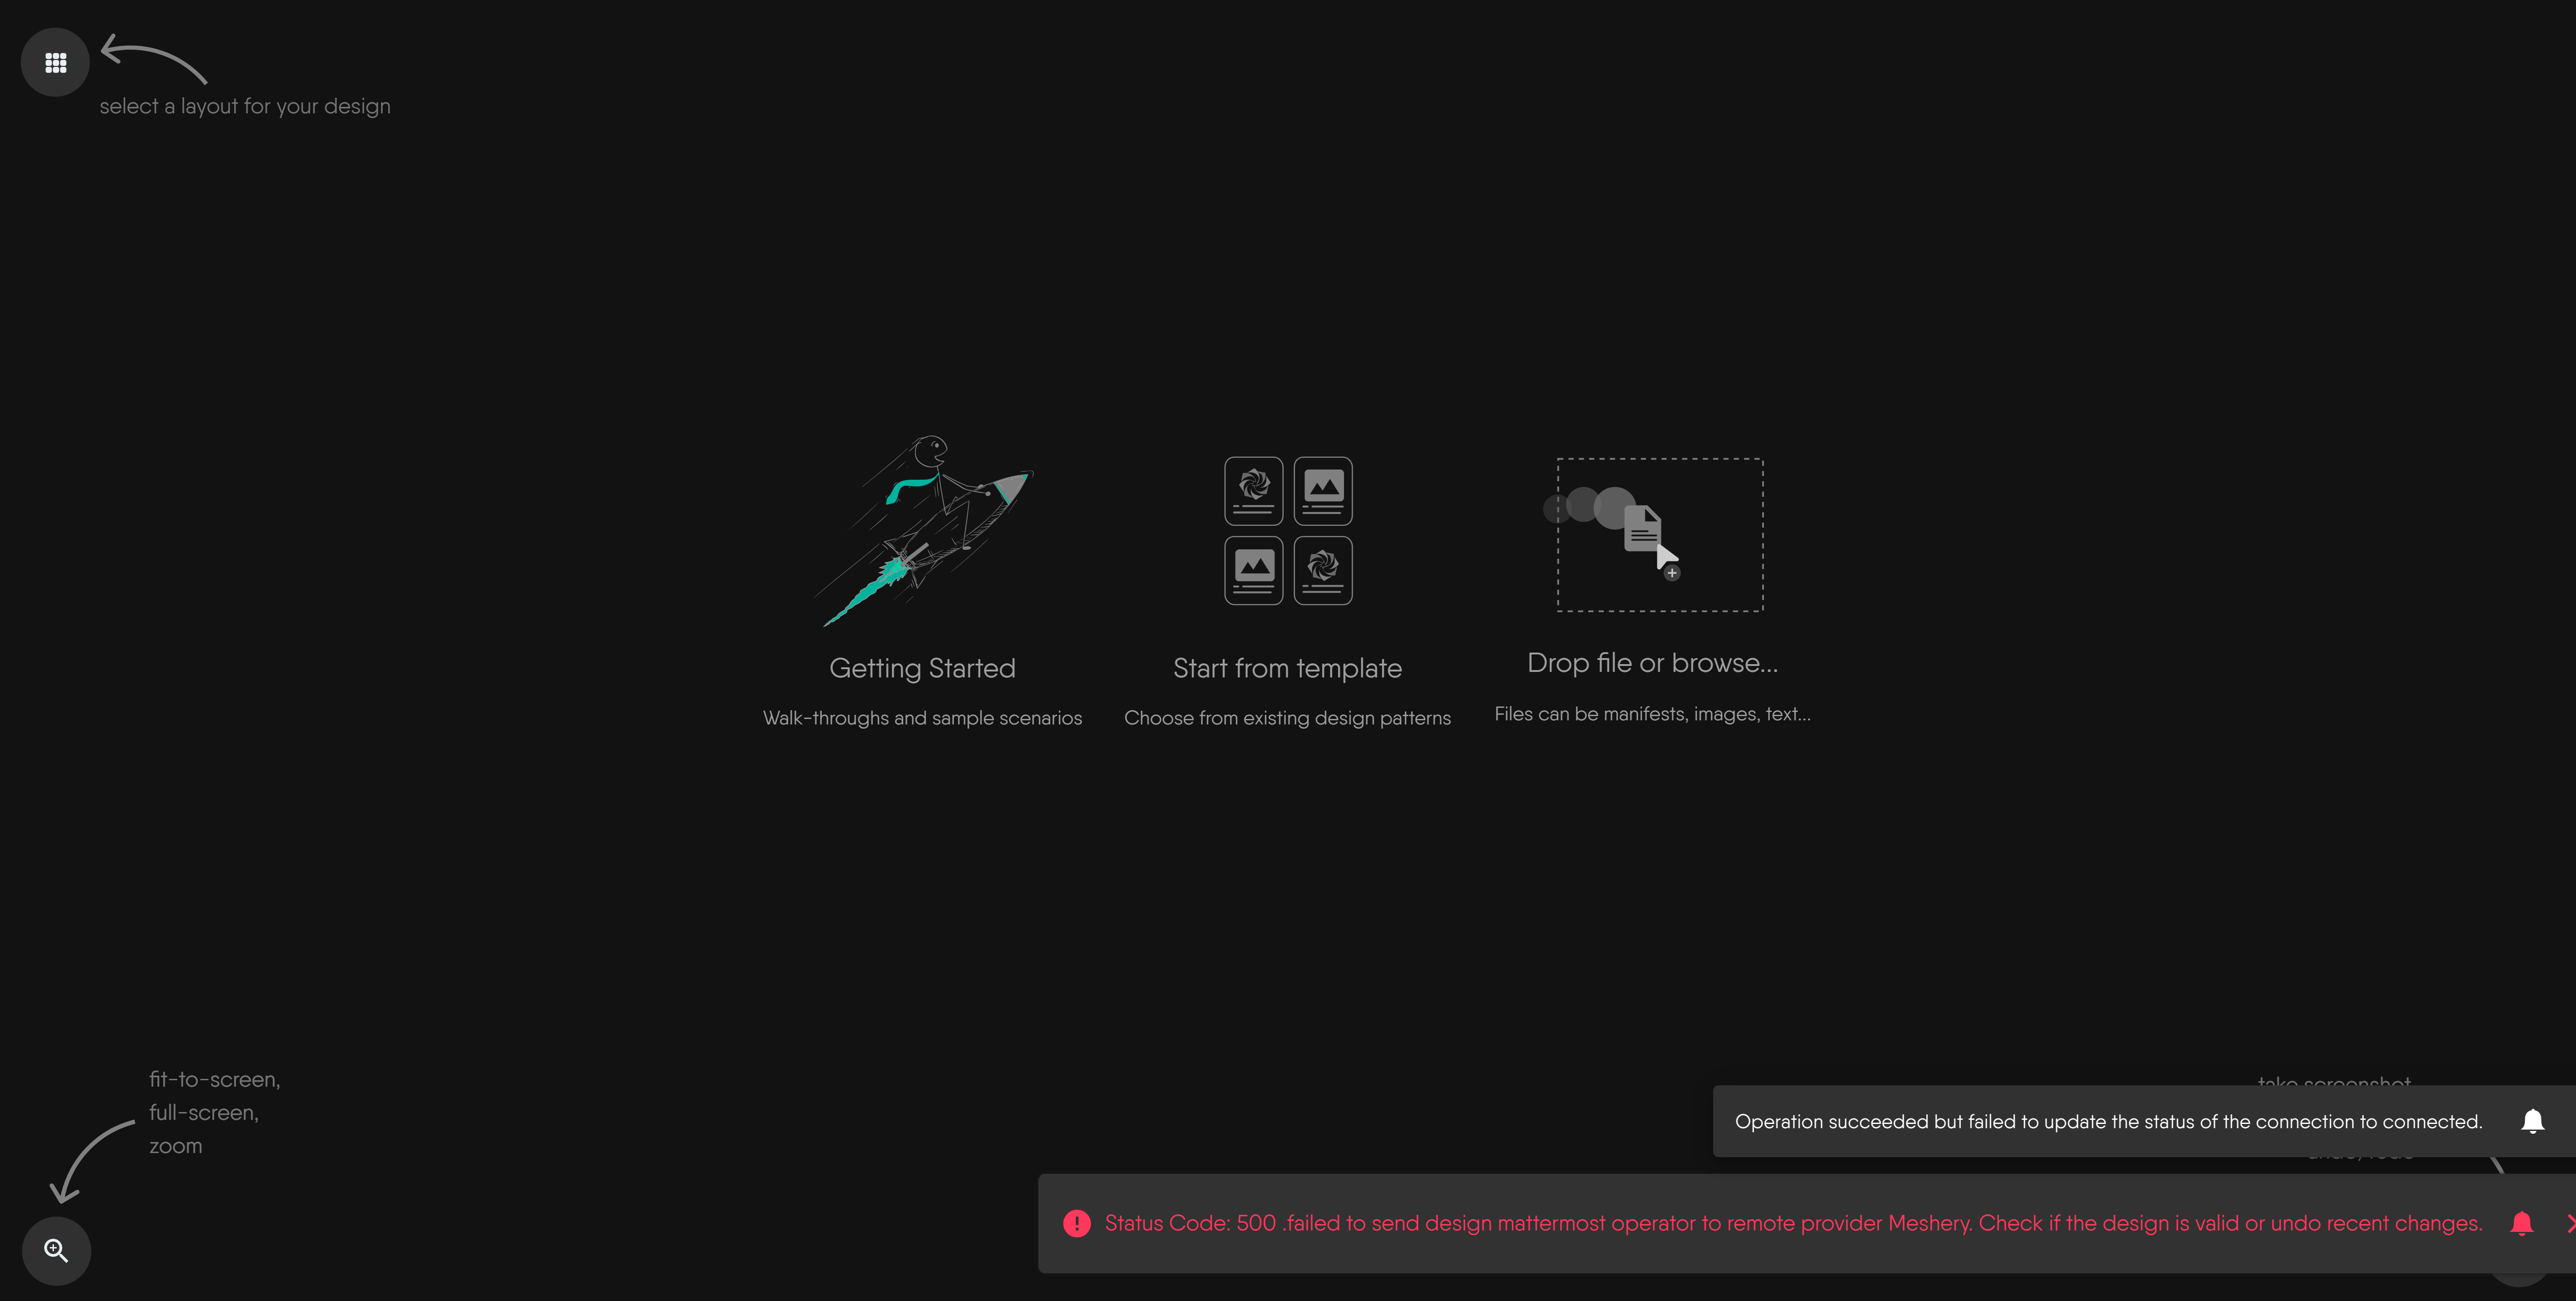 select a layout for your design
Getting Started
Walk-throughs and sample scenarios
Start from template
Choose from existing design patterns
Drop file or browse...
Files can be manifests, images, text...
fit-to-screen,
full-screen,
zoom
take screenshot
Operation succeeded but failed to update the status of the connection to connected.
Status Code: 500 .failed to send design mattermost operator to remote provider Meshery. Check if the design is valid or undo recent changes.